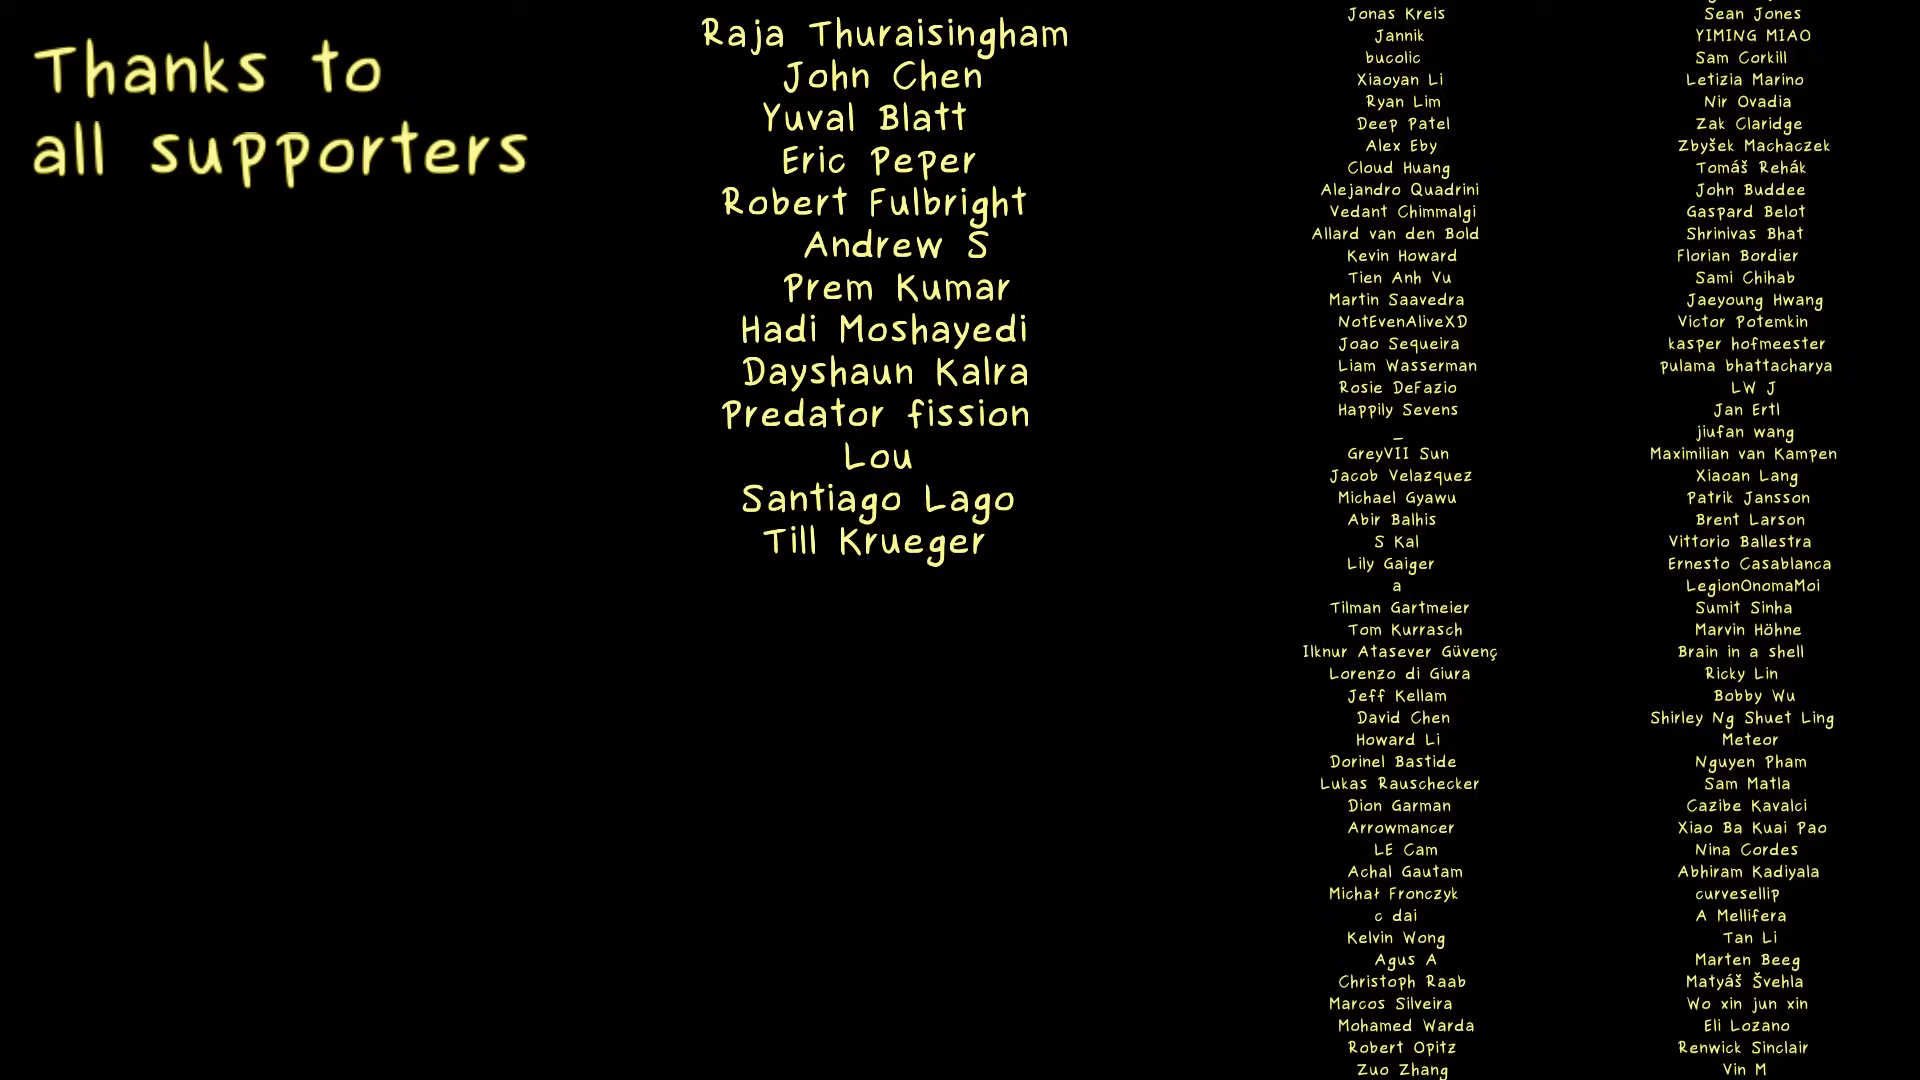 Thanks to
all supporters
Raja Thuraisingham
John Chen
Yuval Blatt
Eric Peper
Robert Fulbright
Andrew S
Prem Kumar
Hadi Moshayedi
Dayshaun Kalra
Predator fission
Lou
Santiago Lago
Till Krueger
Jonas Kreis
Jannik
bucolic
Xiaoyan Li
Ryan Lim
Deep Patel
Alex Eby
Cloud Huang
Alejandro Quadrini
Vedant Chimmalgi
Allard van den Bold
Kevin Howard
Tien Anh Vu
Martin Saavedra
NotEvenAliveXD
Joao Sequeira
Liam Wasserman
Rosie DeFazio
Happily Sevens
_
GreyVII Sun
Jacob Velazquez
Michael Gyawu
Abir Balhis
S Kal
Lily Gaiger
a
Tilman Gartmeier
Tom Kurrasch
Ilknur Atasever Güvenç
Lorenzo di Giura
Jeff Kellam
David Chen
Howard Li
Dorinel Bastide
Lukas Rauschecker
Dion Garman
Arrowmancer
LE Cam
Achal Gautam
Michał Fronczyk
c dai
Kelvin Wong
Agus A
Christoph Raab
Marcos Silveira
Mohamed Warda
Robert Opitz
Zuo Zhang
Sean Jones
YIMING MIAO
Sam Corkill
Letizia Marino
Nir Ovadia
Zak Claridge
Zbyšek Machaczek
Tomáš Rehák
John Buddee
Gaspard Belot
Shrinivas Bhat
Florian Bordier
Sami Chihab
Jaeyoung Hwang
Victor Potemkin
kasper hofmeester
pulama bhattacharya
LW J
Jan Ertl
jiufan wang
Maximilian van Kampen
Xiaoan Lang
Patrik Jansson
Brent Larson
Vittorio Ballestra
Ernesto Casablanca
LegionOnomaMoi
Sumit Sinha
Marvin Höhne
Brain in a shell
Ricky Lin
Bobby Wu
Shirley Ng Shuet Ling
Meteor
Nguyen Pham
Sam Matla
Cazibe Kavalci
Xiao Ba Kuai Pao
Nina Cordes
Abhiram Kadiyala
curvesellip
A Mellifera
Tan Li
Marten Beeg
Matyáš Švehla
Wo xin jun xin
Eli Lozano
Renwick Sinclair
Vin M